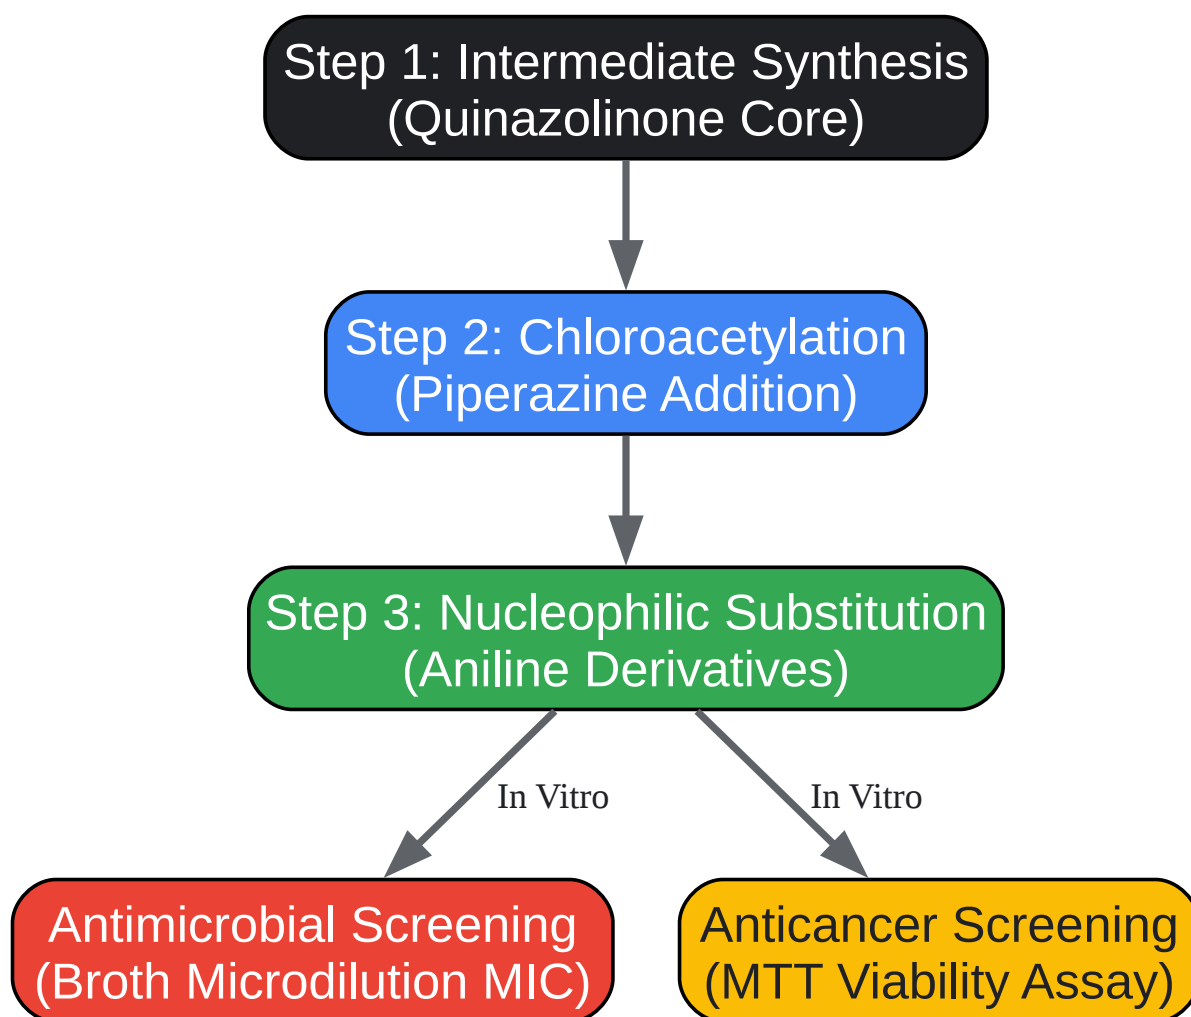 Step 1: Intermediate Synthesis
(Quinazolinone Core)
Step 2: Chloroacetylation
(Piperazine Addition)
Step 3: Nucleophilic Substitution
(Aniline Derivatives)
In Vitro
In Vitro
Antimicrobial Screening
(Broth Microdilution MIC)
Anticancer Screening
(MTT Viability Assay)